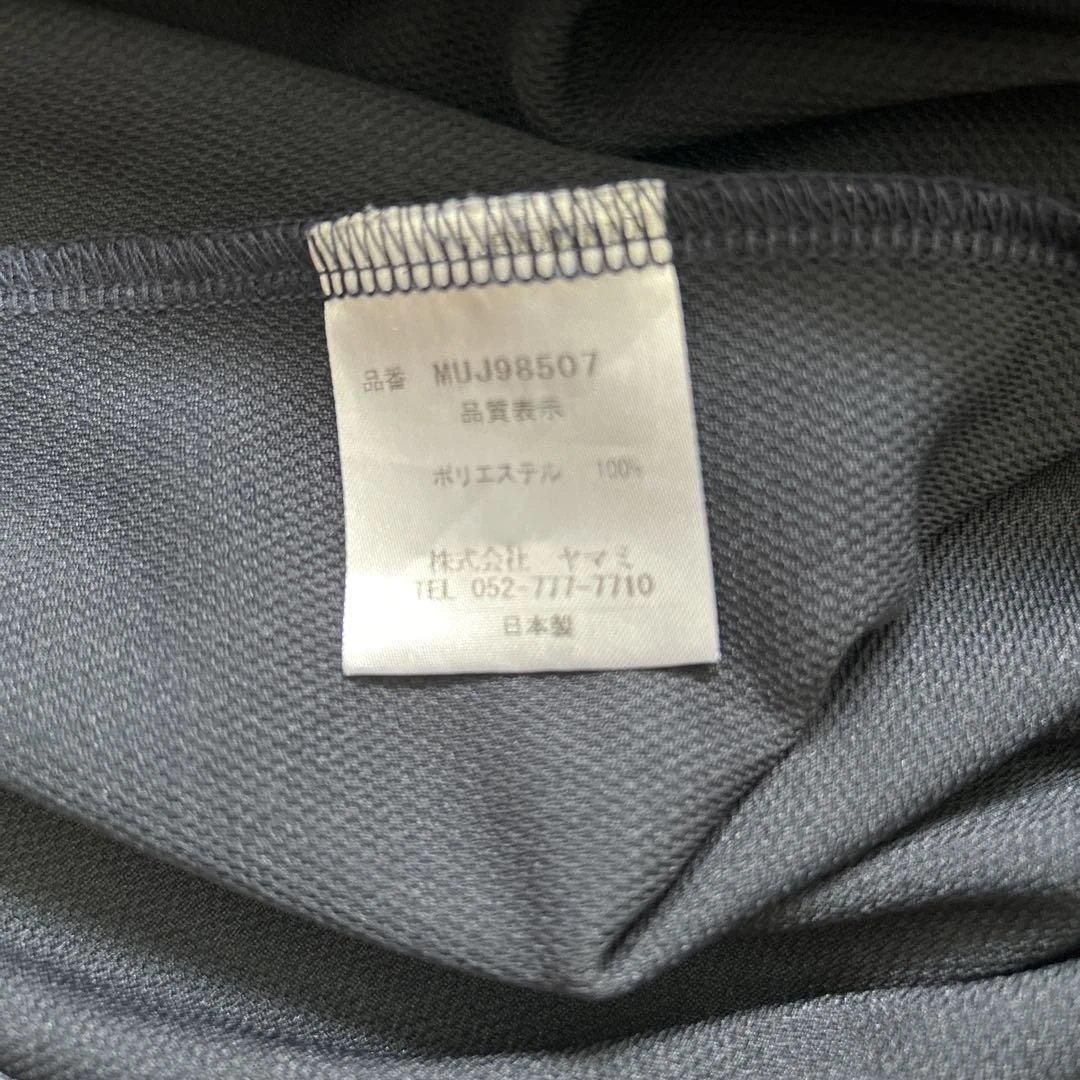 品番 MUJ98507
品質表示
ポリエステル 100%
株式会社 ヤマミ
TEL 052-777-7710
日本製